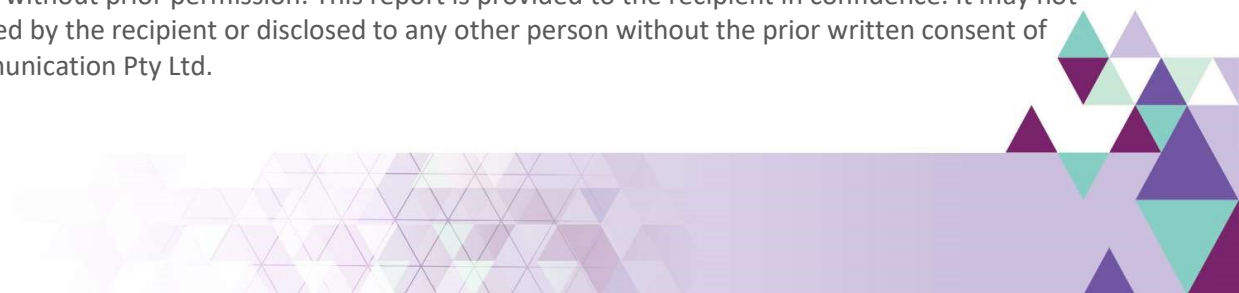 without prior permission. This report is provided to the recipient in confidence. It may not
ed by the recipient or disclosed to any other person without the prior written consent of
munication Pty Ltd.